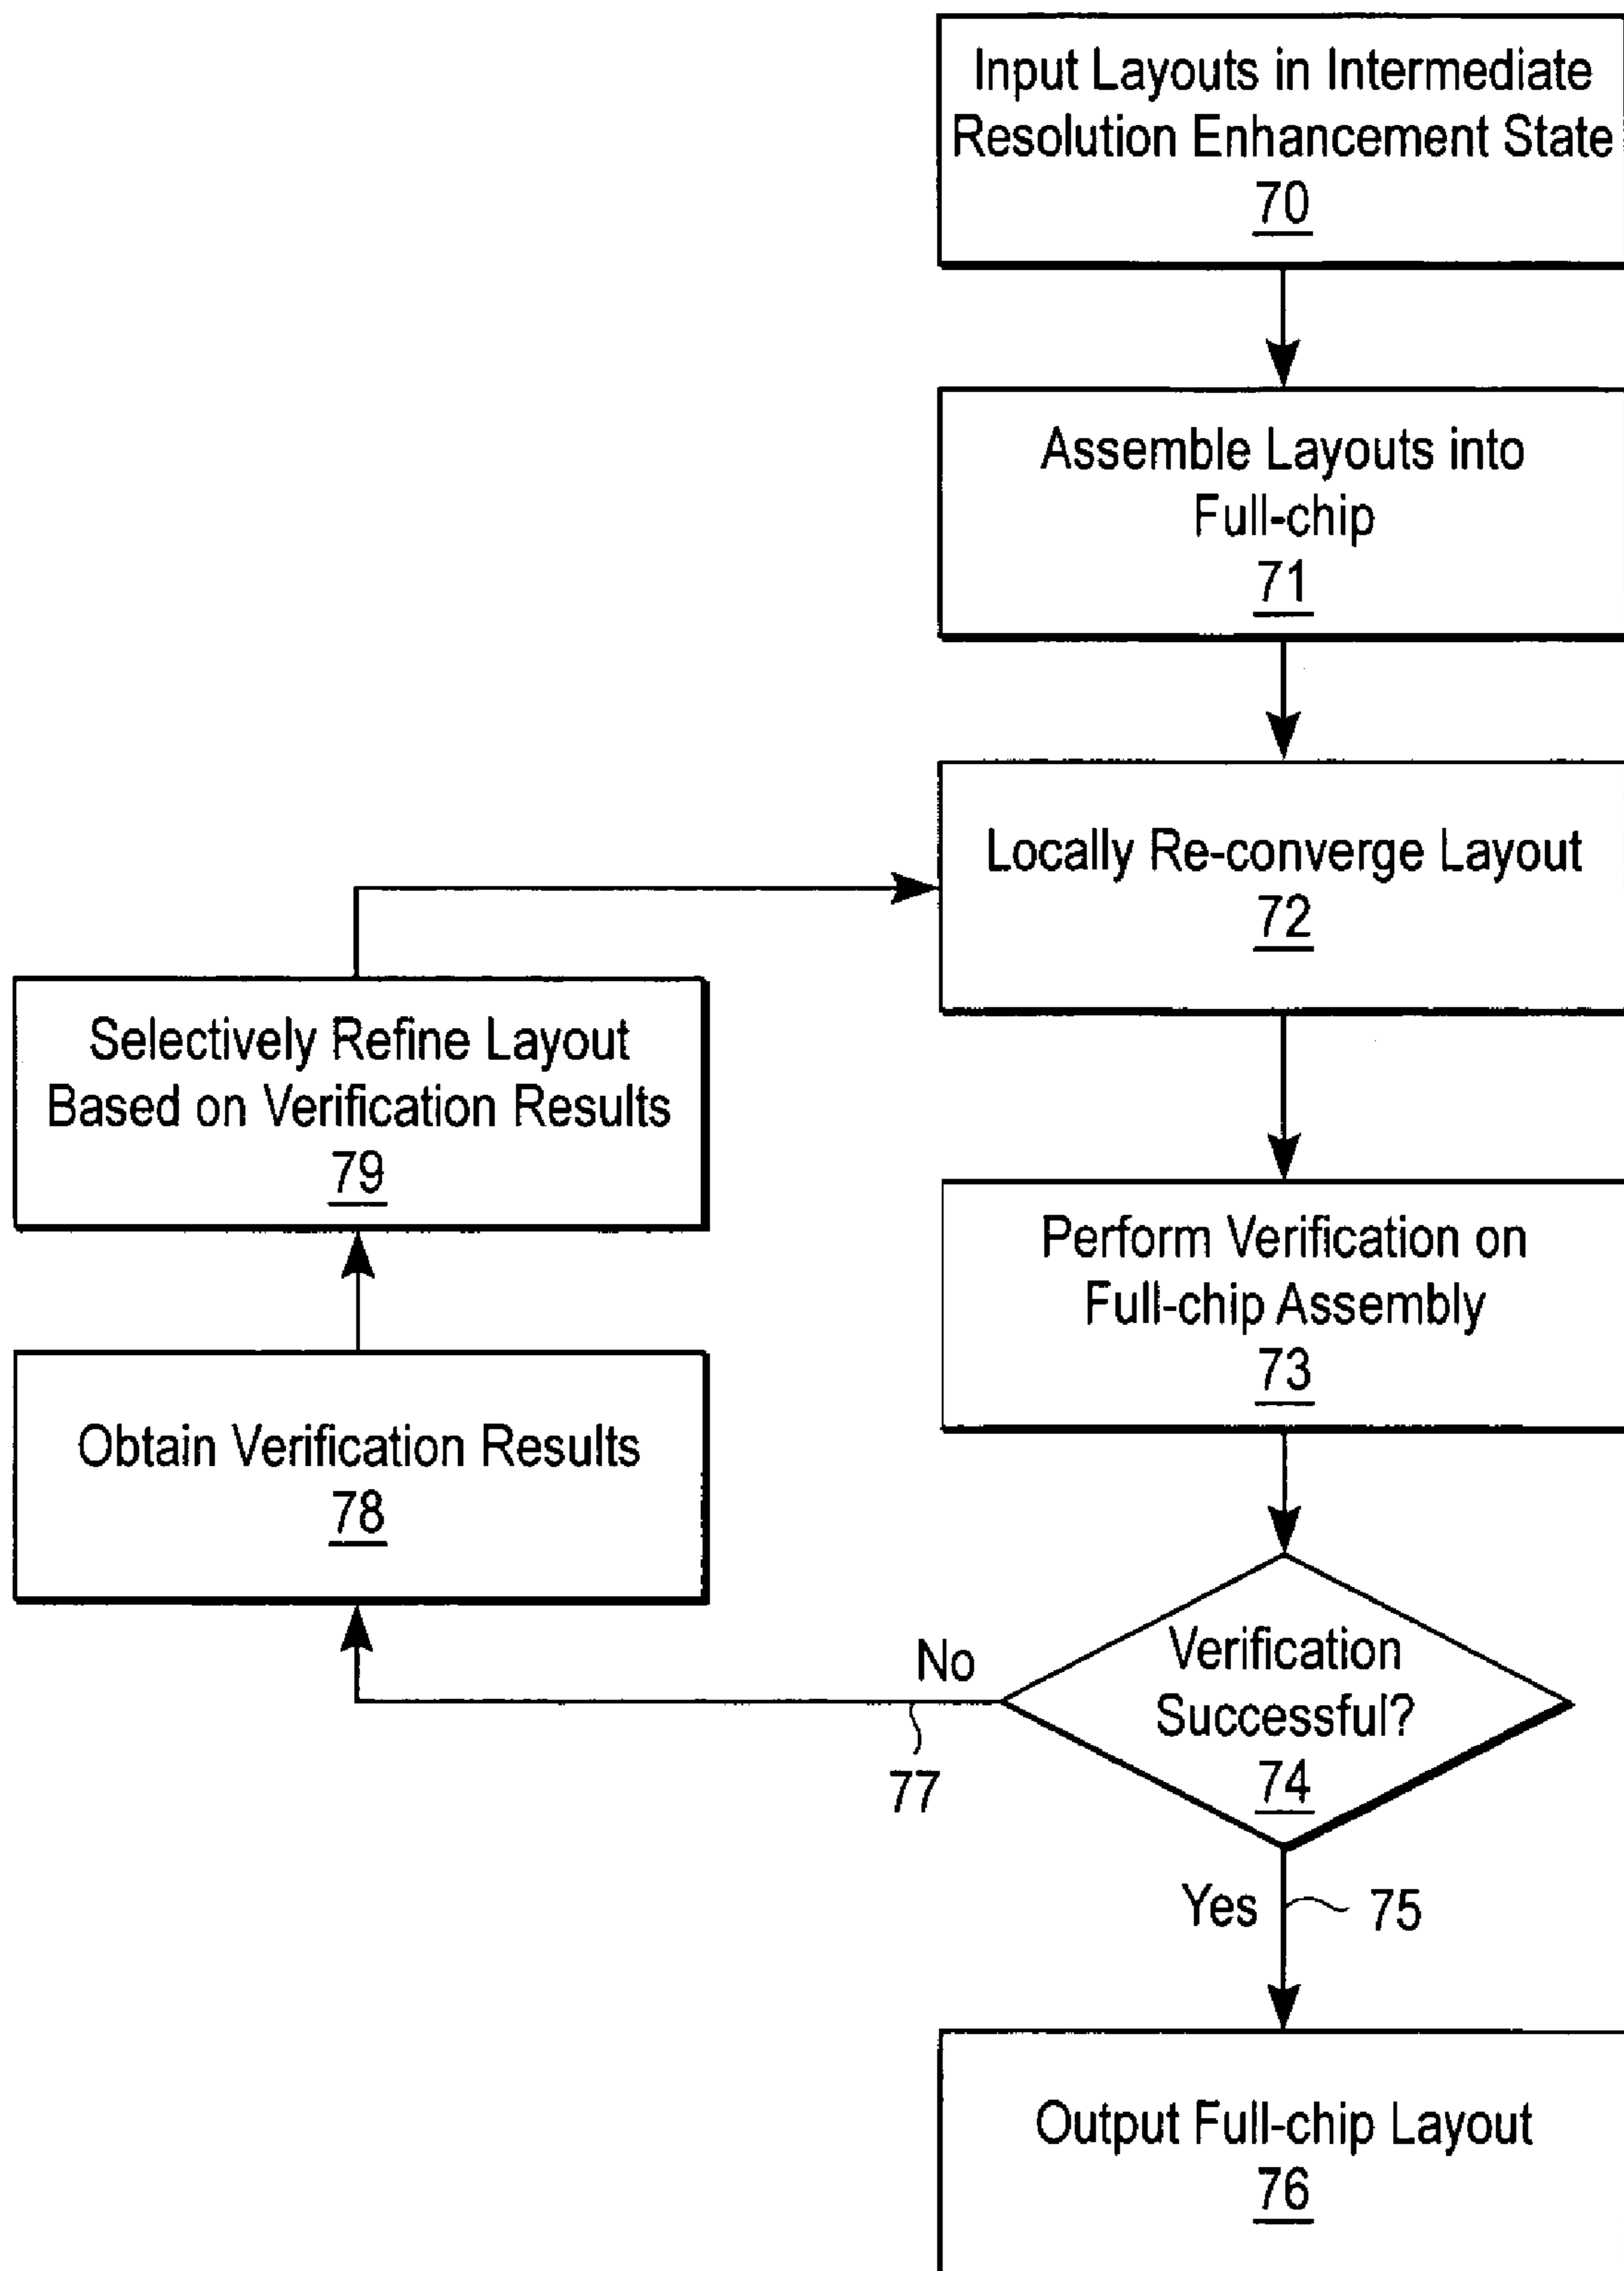 Input Layouts in Intermediate
Resolution Enhancement State
70
Assemble Layouts into
Full-chip
71
Locally Re-converge Layout
72
Selectively Refine Layout
Based on Verification Results
79
Perform Verification on
Full-chip Assembly
73
Obtain Verification Results
78
No
77
Verification
Successful?
74
Yes
75
Output Full-chip Layout
76